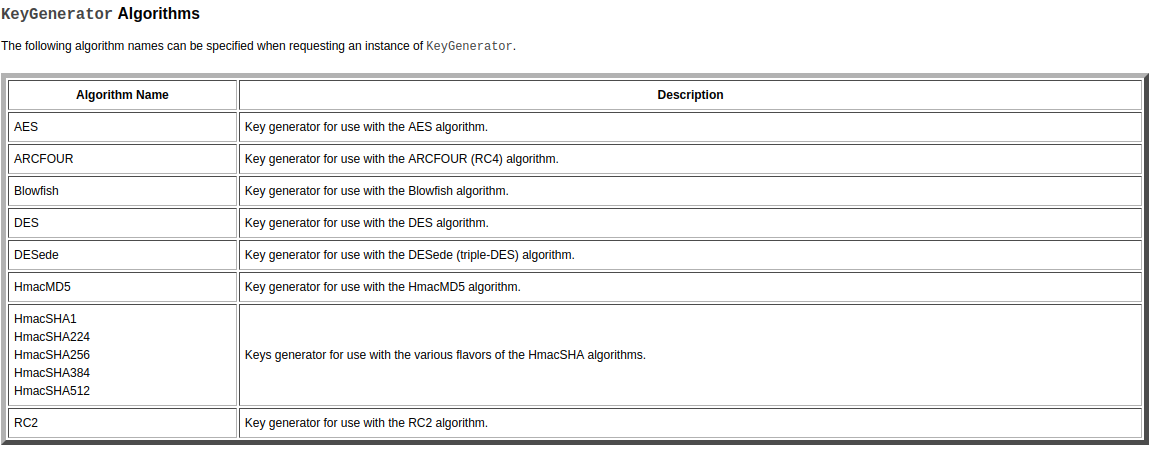 KeyGenerator Algorithms
The following algorithm names can be specified when requesting an instance of KeyGenerator.
Algorithm Name Description
AES Key generator for use with the AES algorithm.
ARCFOUR Key generator for use with the ARCFOUR (RC4) algorithm.
Blowfish Key generator for use with the Blowfish algorithm.
DES Key generator for use with the DES algorithm.
DESede Key generator for use with the DESede (triple-DES) algorithm.
HmacMD5 Key generator for use with the HmacMD5 algorithm.
HmacSHA1
HmacSHA224
HmacSHA256 Keys generator for use with the various flavors of the HmacSHA algorithms.
HmacSHA384
HmacSHA512
RC2 Key generator for use with the RC2 algorithm.